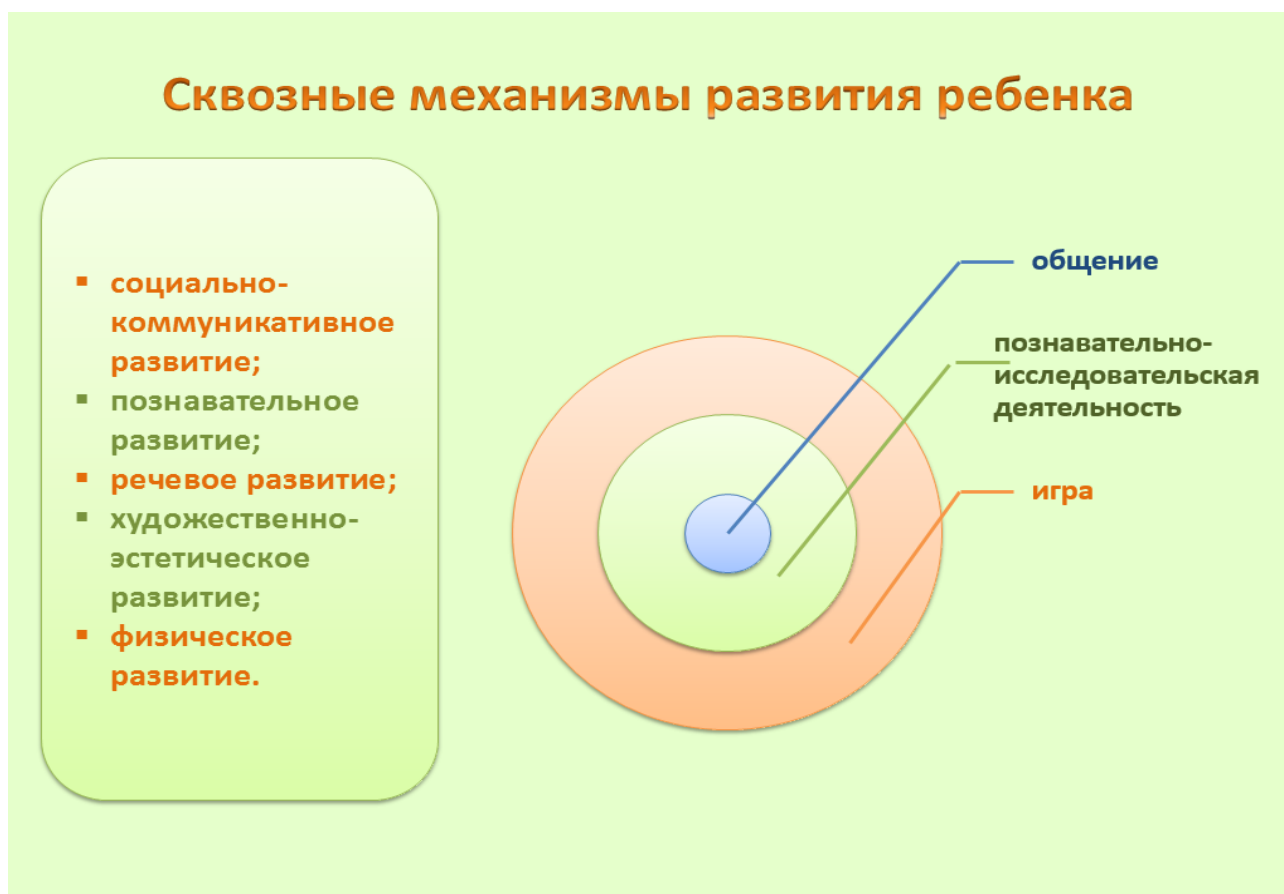 Сквозные механизмы развития ребенка
▪ социально-
коммуникативное
развитие;
▪ познавательное
развитие;
▪ речевое развитие;
▪ художественно-
эстетическое
развитие;
▪ физическое
развитие.
общение
познавательно-
исследовательская
деятельность
игра